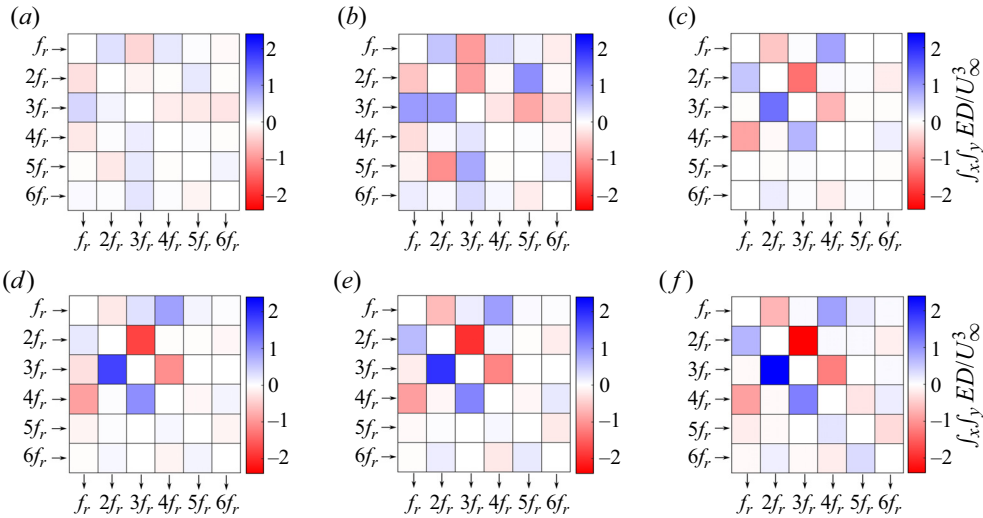 (a) (b) (c)
f_r 2 f_r 2 f_r 2
2f_r 2f_r 2f_r
1 1 1
3f_r 3f_r 3f_r
0 0 0
4f_r 4f_r 4f_r
–1 –1 –1
5f_r 5f_r 5f_r
6f_r –2 6f_r –2 6f_r –2
∫_x∫_y ED/U_∞^3
f_r 2f_r 3f_r 4f_r 5f_r 6f_r f_r 2f_r 3f_r 4f_r 5f_r 6f_r f_r 2f_r 3f_r 4f_r 5f_r 6f_r
(d) (e) (f)
f_r 2 f_r 2 f_r 2
2f_r 2f_r 2f_r
1 1 1
3f_r 3f_r 3f_r
0 0 0
4f_r 4f_r 4f_r
–1 –1 –1
5f_r 5f_r 5f_r
6f_r –2 6f_r –2 6f_r –2
∫_x∫_y ED/U_∞^3
f_r 2f_r 3f_r 4f_r 5f_r 6f_r f_r 2f_r 3f_r 4f_r 5f_r 6f_r f_r 2f_r 3f_r 4f_r 5f_r 6f_r